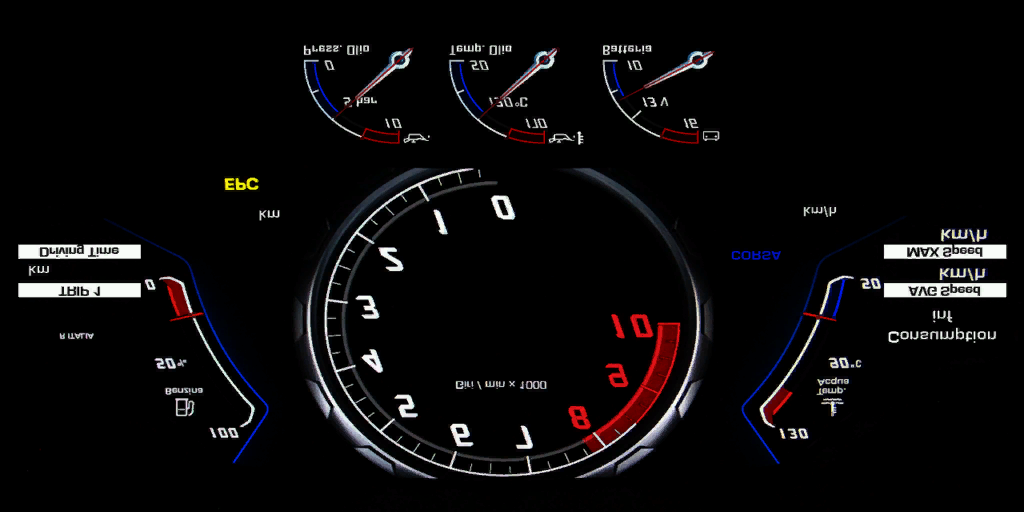 Press. Olio
0
5 bar
10
Temp. Olio
50
130°C
170
Batteria
10
13 V
16
EPC
km
km/h
Driving Time
km
TRIP 1
R ITALIA
0
50%
Benzina
100
0
1
2
3
4
5
6
7
8
9
10
Giri / min x 1000
CORSA
km/h
MAX Speed
km/h
AVG Speed
inf
Consumption
50
90°C
Temp.
Acqua
130